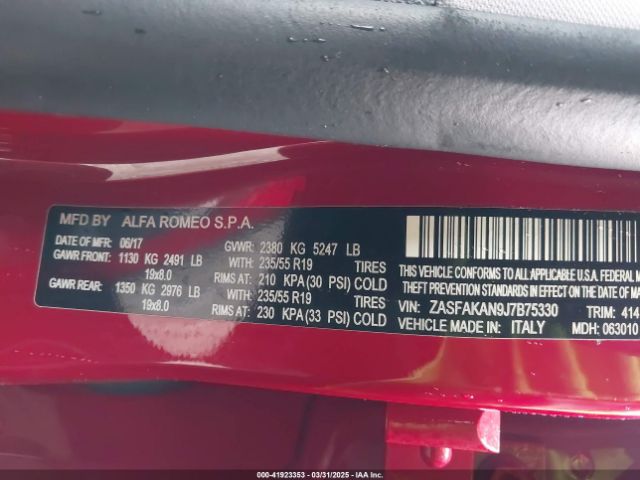 MFD BY ALFA ROMEO S.P.A.
DATE OF MFR: 06/17 GVWR: 2380 KG 5247 LB
GAWR FRONT: 1130 KG 2491 LB WITH: 235/55 R19 TIRES
19x8.0 RIMS AT: 210 KPA (30 PSI) COLD
GAWR REAR: 1350 KG 2976 LB WITH: 235/55 R19 TIRES
19x8.0 RIMS AT: 230 KPA (33 PSI) COLD
THIS VEHICLE CONFORMS TO ALL APPLICABLE U.S.A. FEDERAL
THEFT PREVENTION STANDARDS IN EFFECT ON THE DATE OF MA
VIN: ZASFAKAN9J7B75330 TRIM: 414
VEHICLE MADE IN: ITALY MDH: 063010
00-41923353 / 03/31/2025 - IAA Inc.